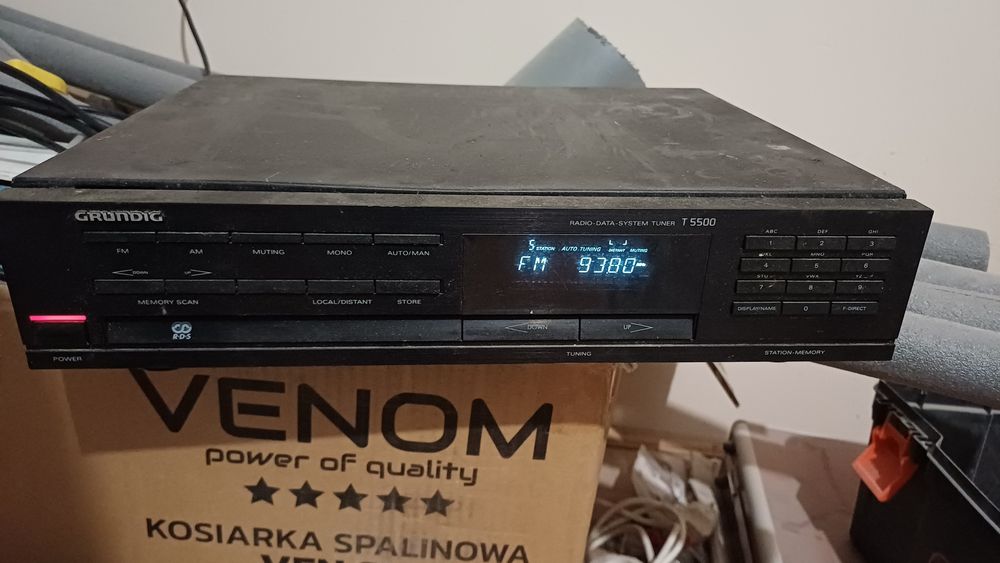 GRUNDIG
RADIO-DATA-SYSTEM TUNER T 5500
FM AM MUTING MONO AUTO/MAN
DOWN UP
MEMORY SCAN LOCAL/DISTANT STORE
S STATION AUTO.TUNING DISTANT MUTING
FM 9380
ABC DEF GHI
1 2 3
MNO PQR
4 5 6
VWX
7 8 9
DISPLAY/NAME 0 F-DIRECT
R·D·S
DOWN UP
POWER TUNING STATION-MEMORY
VENOM
power of quality
KOSIARKA SPALINOWA